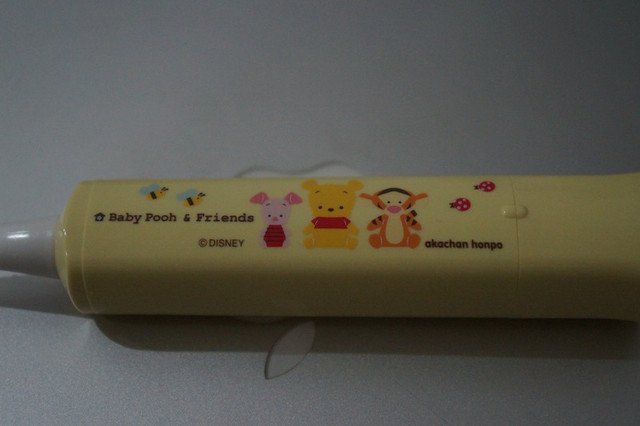 Baby Pooh & Friends
©DISNEY
akachan honpo